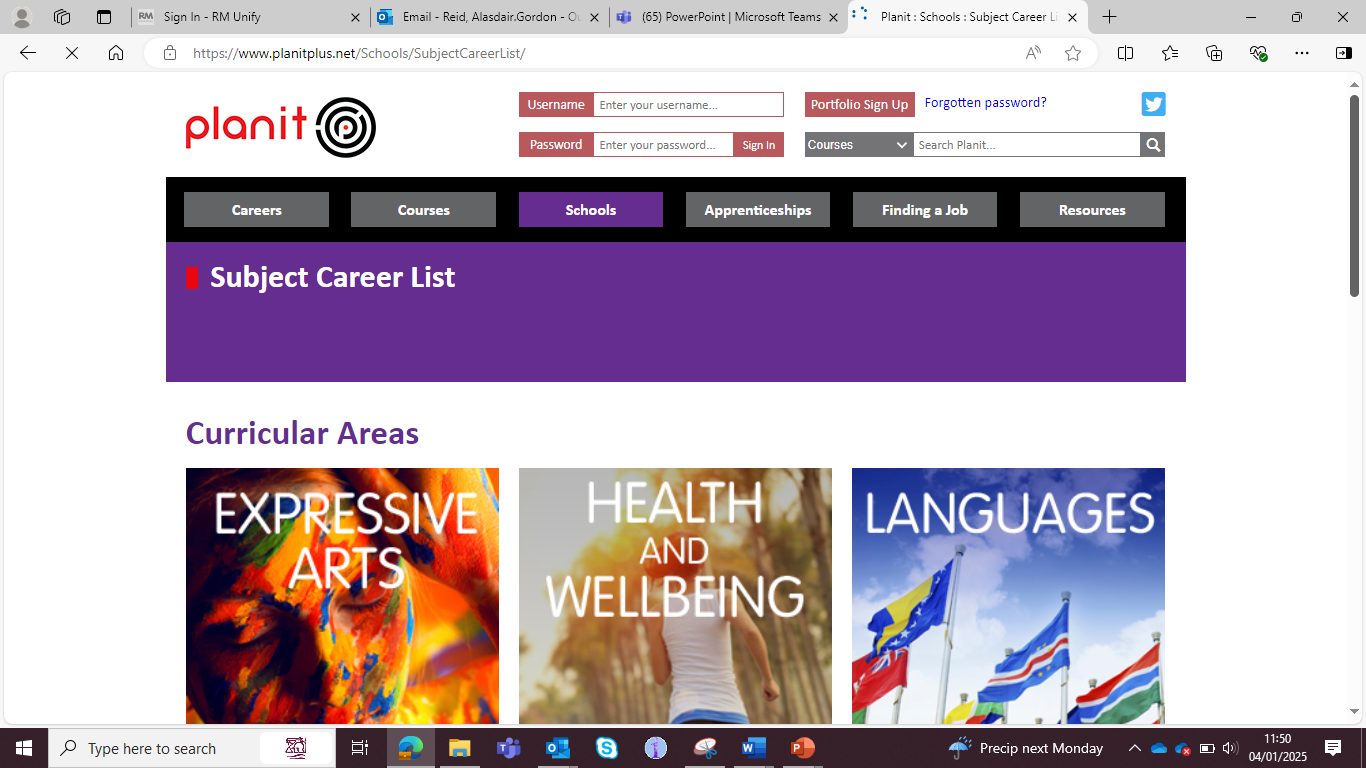 RM Sign In - RM Unify
Email - Reid, Alasdair.Gordon - Ou
(65) PowerPoint | Microsoft Teams
Planit : Schools : Subject Career Li
https://www.planitplus.net/Schools/SubjectCareerList/
planit
Username Enter your username...
Portfolio Sign Up Forgotten password?
Password Enter your password... Sign In
Courses Search Planit...
Careers Courses Schools Apprenticeships Finding a Job Resources
Subject Career List
Curricular Areas
EXPRESSIVE
ARTS
HEALTH
AND
WELLBEING
LANGUAGES
Type here to search
Precip next Monday
11:50
04/01/2025